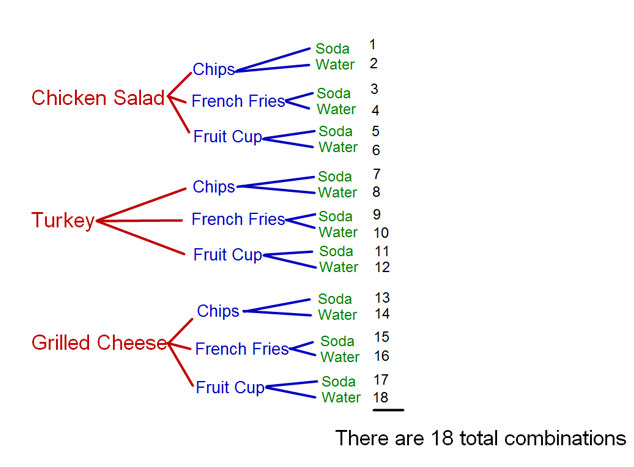 Soda 1
Chips Water 2
Chicken Salad French Fries Soda 3
Water 4
Fruit Cup Soda 5
Water 6
Chips Soda 7
Water 8
Turkey French Fries Soda 9
Water 10
Fruit Cup Soda 11
Water 12
Chips Soda 13
Water 14
Grilled Cheese French Fries Soda 15
Water 16
Fruit Cup Soda 17
Water 18
There are 18 total combinations